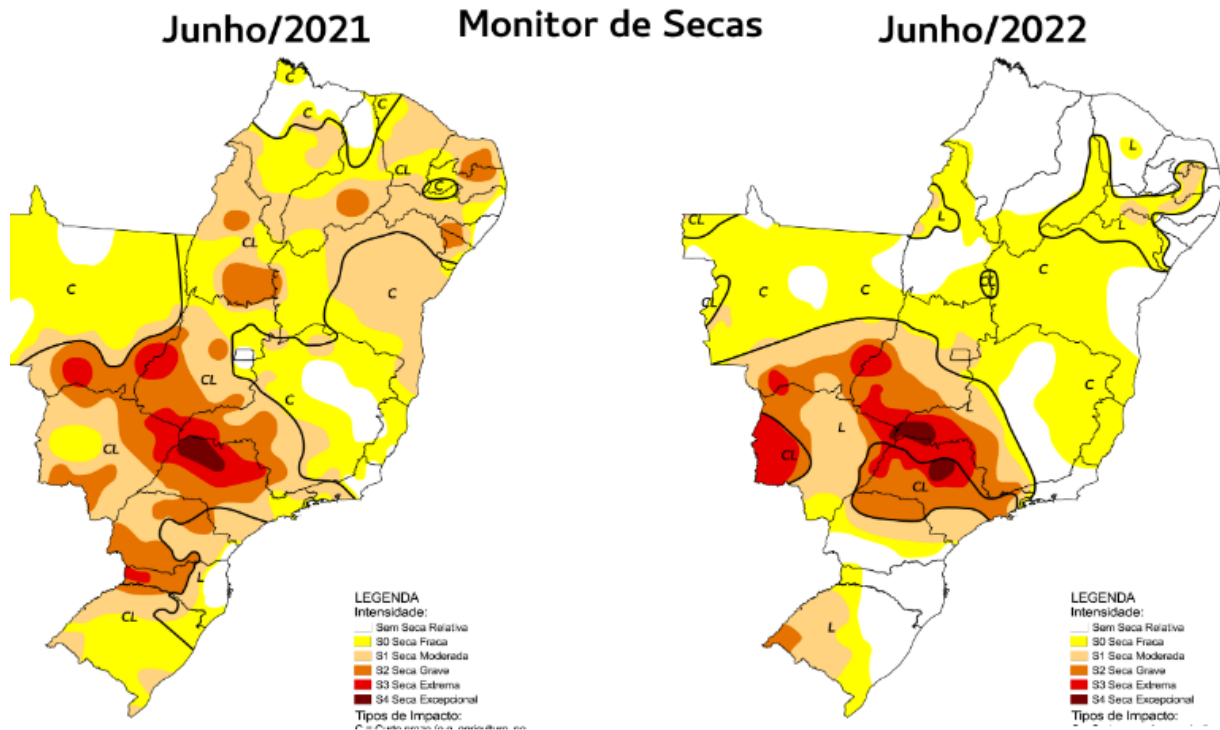 Junho/2021
Monitor de Secas
Junho/2022
C
C
C
CL
C
CL
C
C
CL
C
CL
L
CL
LEGENDA
Intensidade:
Sem Seca Relativa
S0 Seca Fraca
S1 Seca Moderada
S2 Seca Grave
S3 Seca Extrema
S4 Seca Excepcional
Tipos de Impacto:
L
CL
L
L
C
CL
C
C
CL
C
L
L
CL
CL
L
LEGENDA
Intensidade:
Sem Seca Relativa
S0 Seca Fraca
S1 Seca Moderada
S2 Seca Grave
S3 Seca Extrema
S4 Seca Excepcional
Tipos de Impacto: